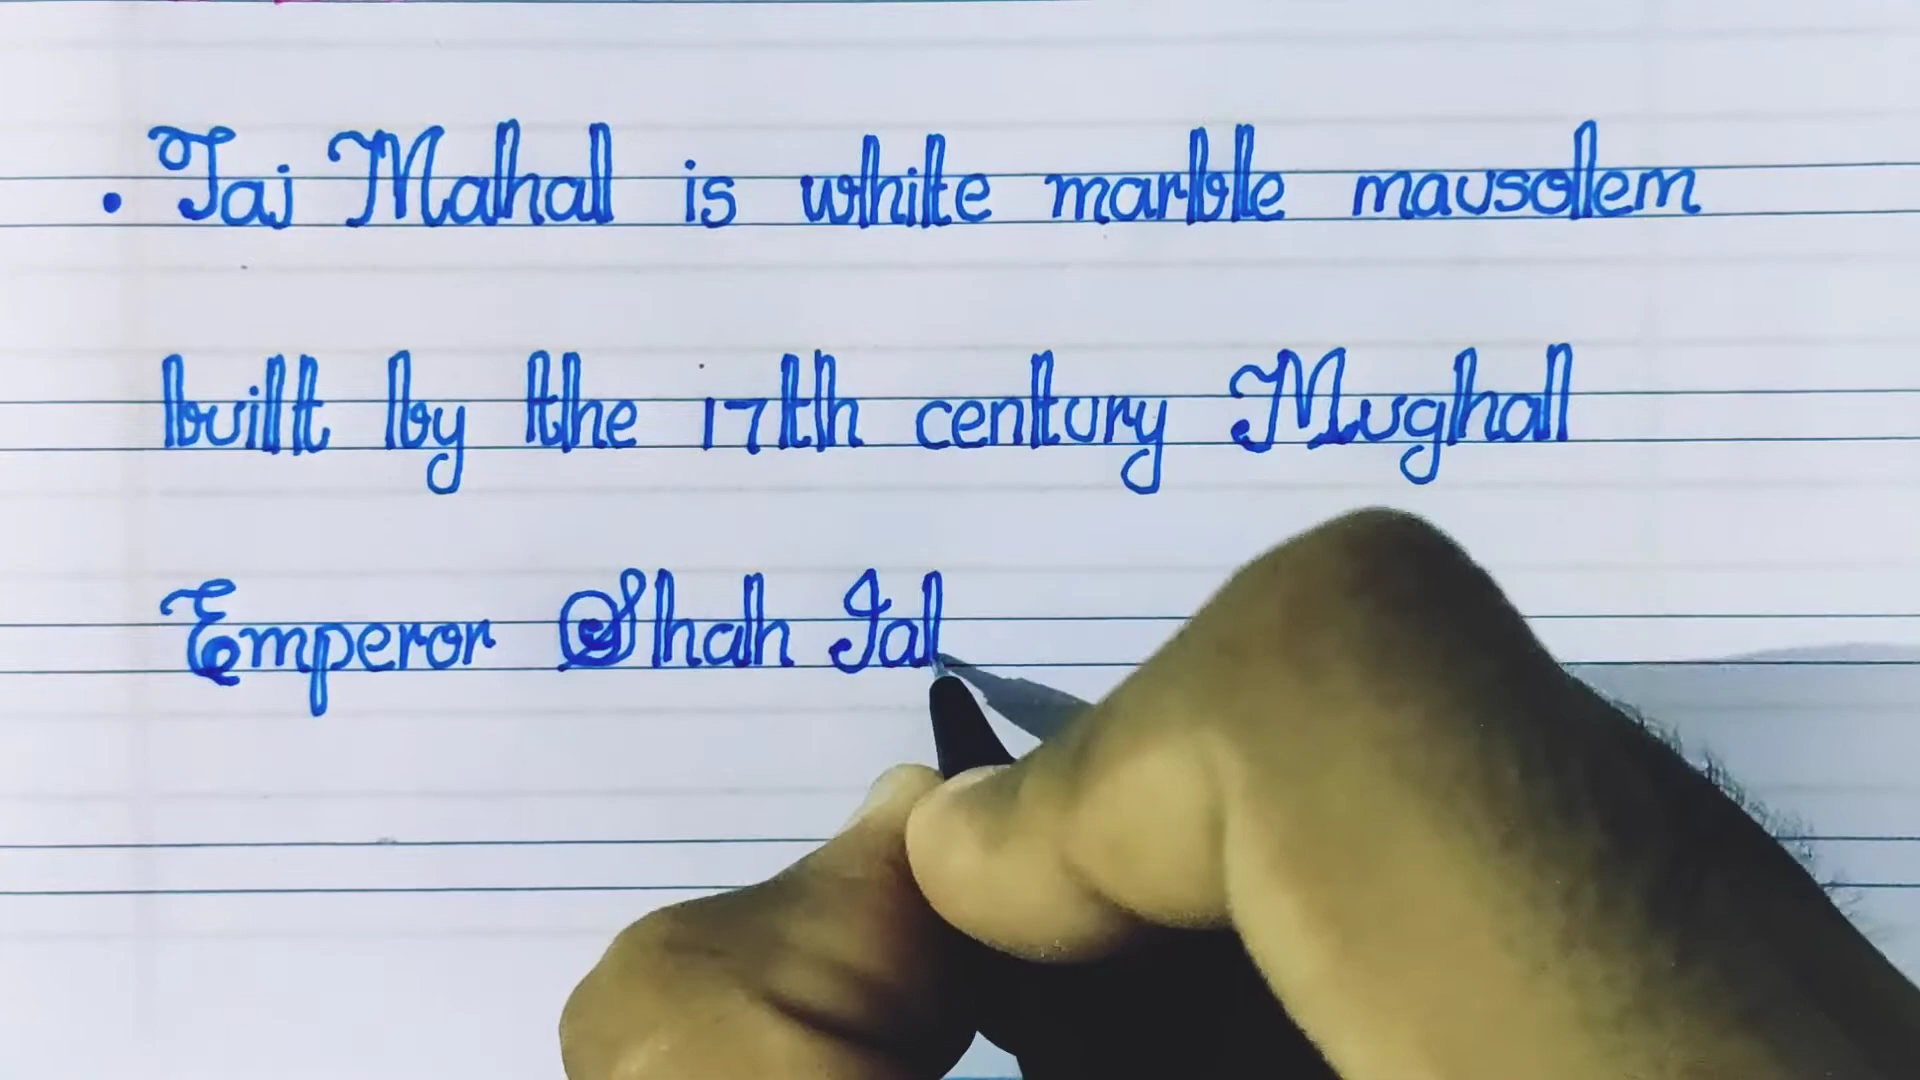 • Taj Mahal is white marble mausolem
built by the 17th century Mughal
Emperor Shah Jal